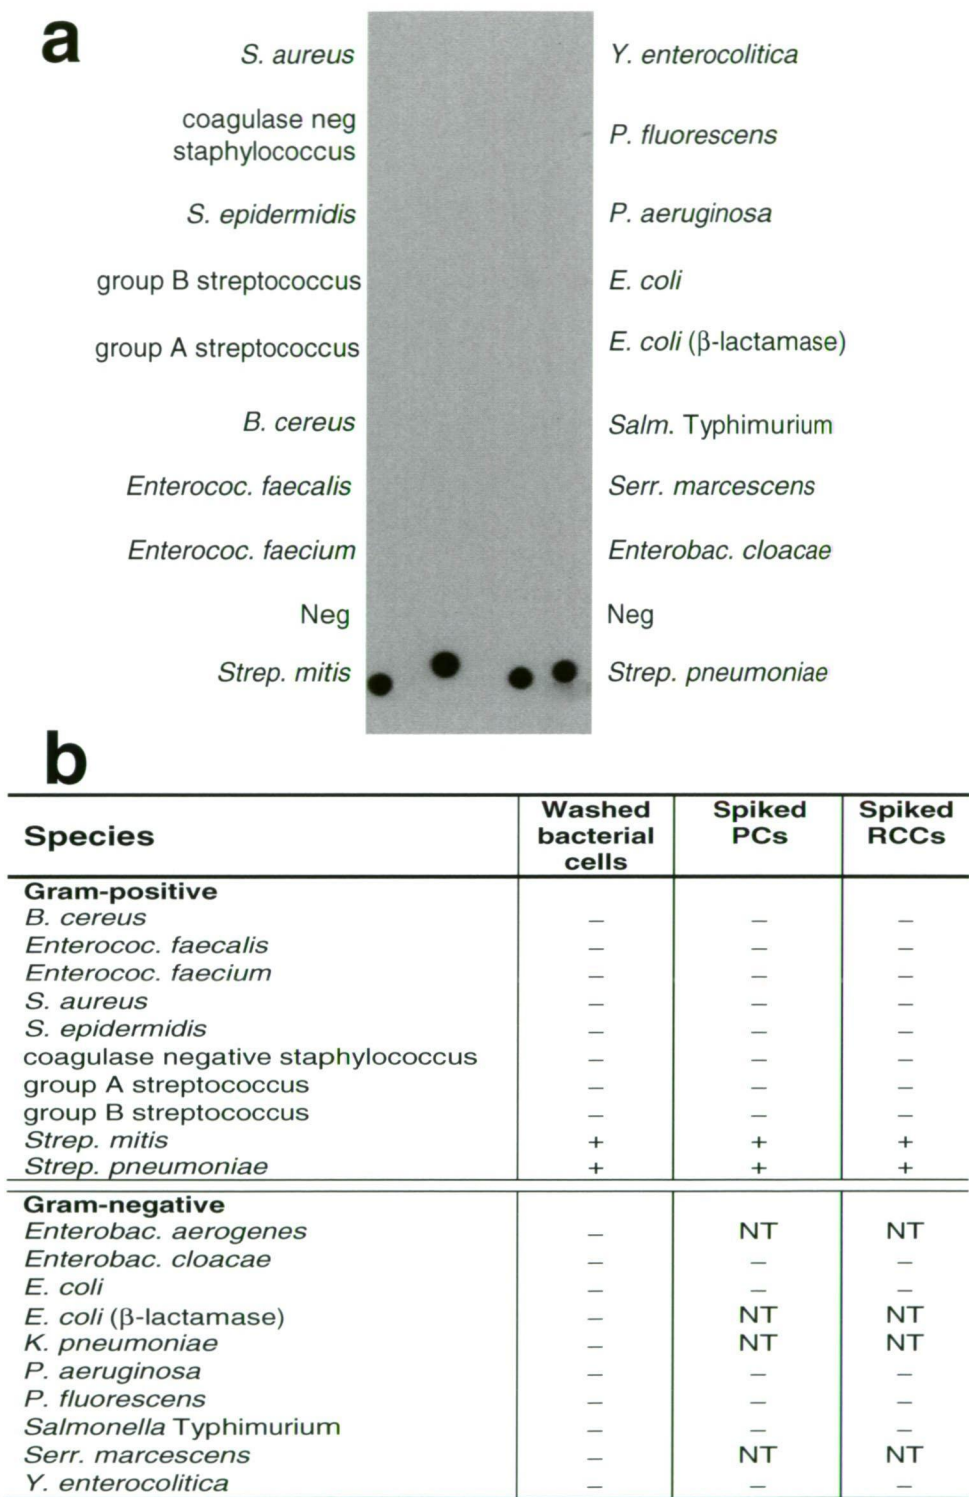 a
S. aureus
Y. enterocolitica
coagulase neg
staphylococcus
P. fluorescens
S. epidermidis
P. aeruginosa
group B streptococcus
E. coli
group A streptococcus
E. coli (β-lactamase)
B. cereus
Salm. Typhimurium
Enterococ. faecalis
Serr. marcescens
Enterococ. faecium
Enterobac. cloacae
Neg
Neg
Strep. mitis
Strep. pneumoniae
b
Species Washed bacterial cells Spiked PCs Spiked RCCs
Gram-positive
B. cereus – – –
Enterococ. faecalis – – –
Enterococ. faecium – – –
S. aureus – – –
S. epidermidis – – –
coagulase negative staphylococcus – – –
group A streptococcus – – –
group B streptococcus – – –
Strep. mitis + + +
Strep. pneumoniae + + +
Gram-negative
Enterobac. aerogenes – NT NT
Enterobac. cloacae – – –
E. coli – – –
E. coli (β-lactamase) – NT NT
K. pneumoniae – NT NT
P. aeruginosa – – –
P. fluorescens – – –
Salmonella Typhimurium – – –
Serr. marcescens – NT NT
Y. enterocolitica – – –